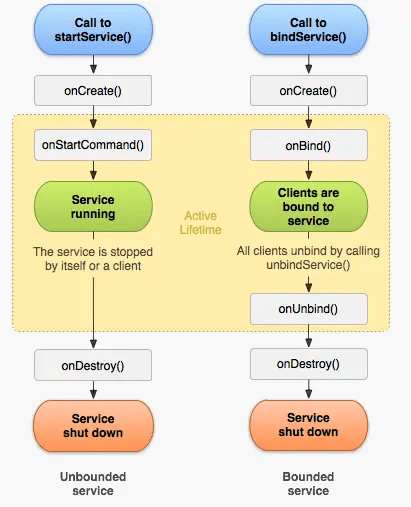 Call to
startService()
onCreate()
onStartCommand()
Service
running
The service is stopped
by itself or a client
onDestroy()
Service
shut down
Unbounded
service
Active
Lifetime
Call to
bindService()
onCreate()
onBind()
Clients are
bound to
service
All clients unbind by calling
unbindService()
onUnbind()
onDestroy()
Service
shut down
Bounded
service